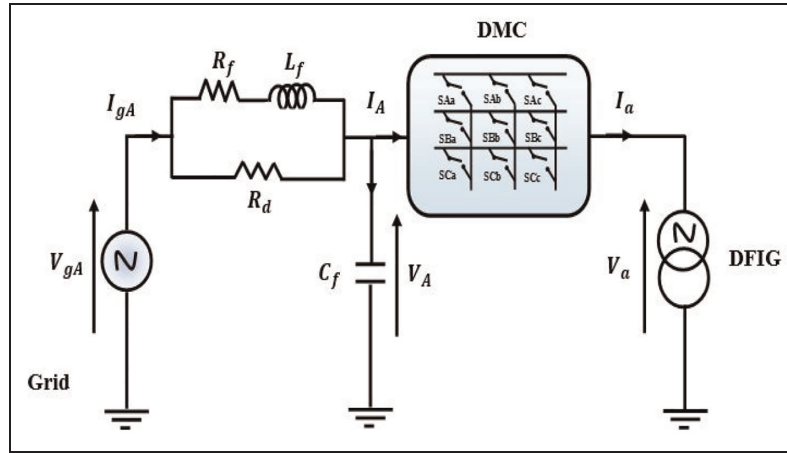 DMC
R_f
L_f
I_gA
I_A
I_a
SAa SAb SAc
SBa SBb SBc
SCa SCb SCc
R_d
V_gA
C_f
V_A
V_a
DFIG
Grid